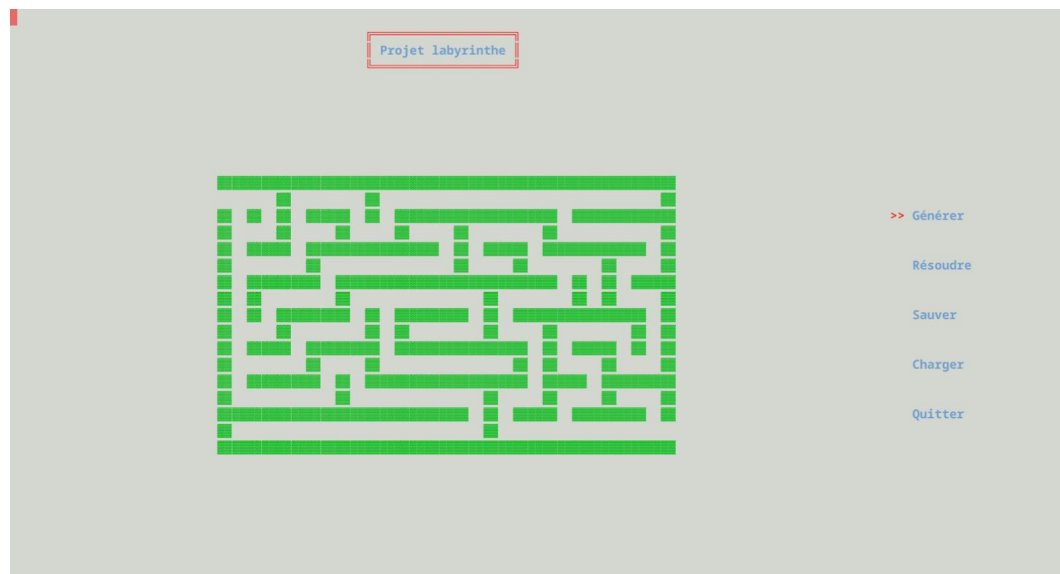 Projet labyrinthe
>> Générer
Résoudre
Sauver
Charger
Quitter